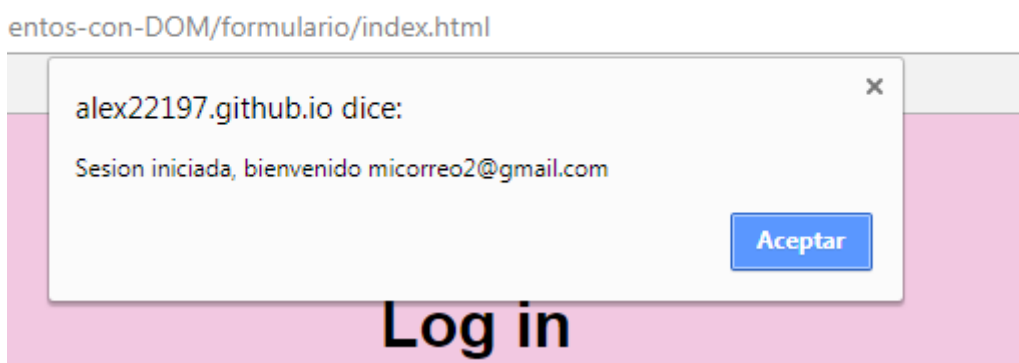 entos-con-DOM/formulario/index.html
alex22197.github.io dice:
Sesion iniciada, bienvenido micorreo2@gmail.com
Aceptar
Log in